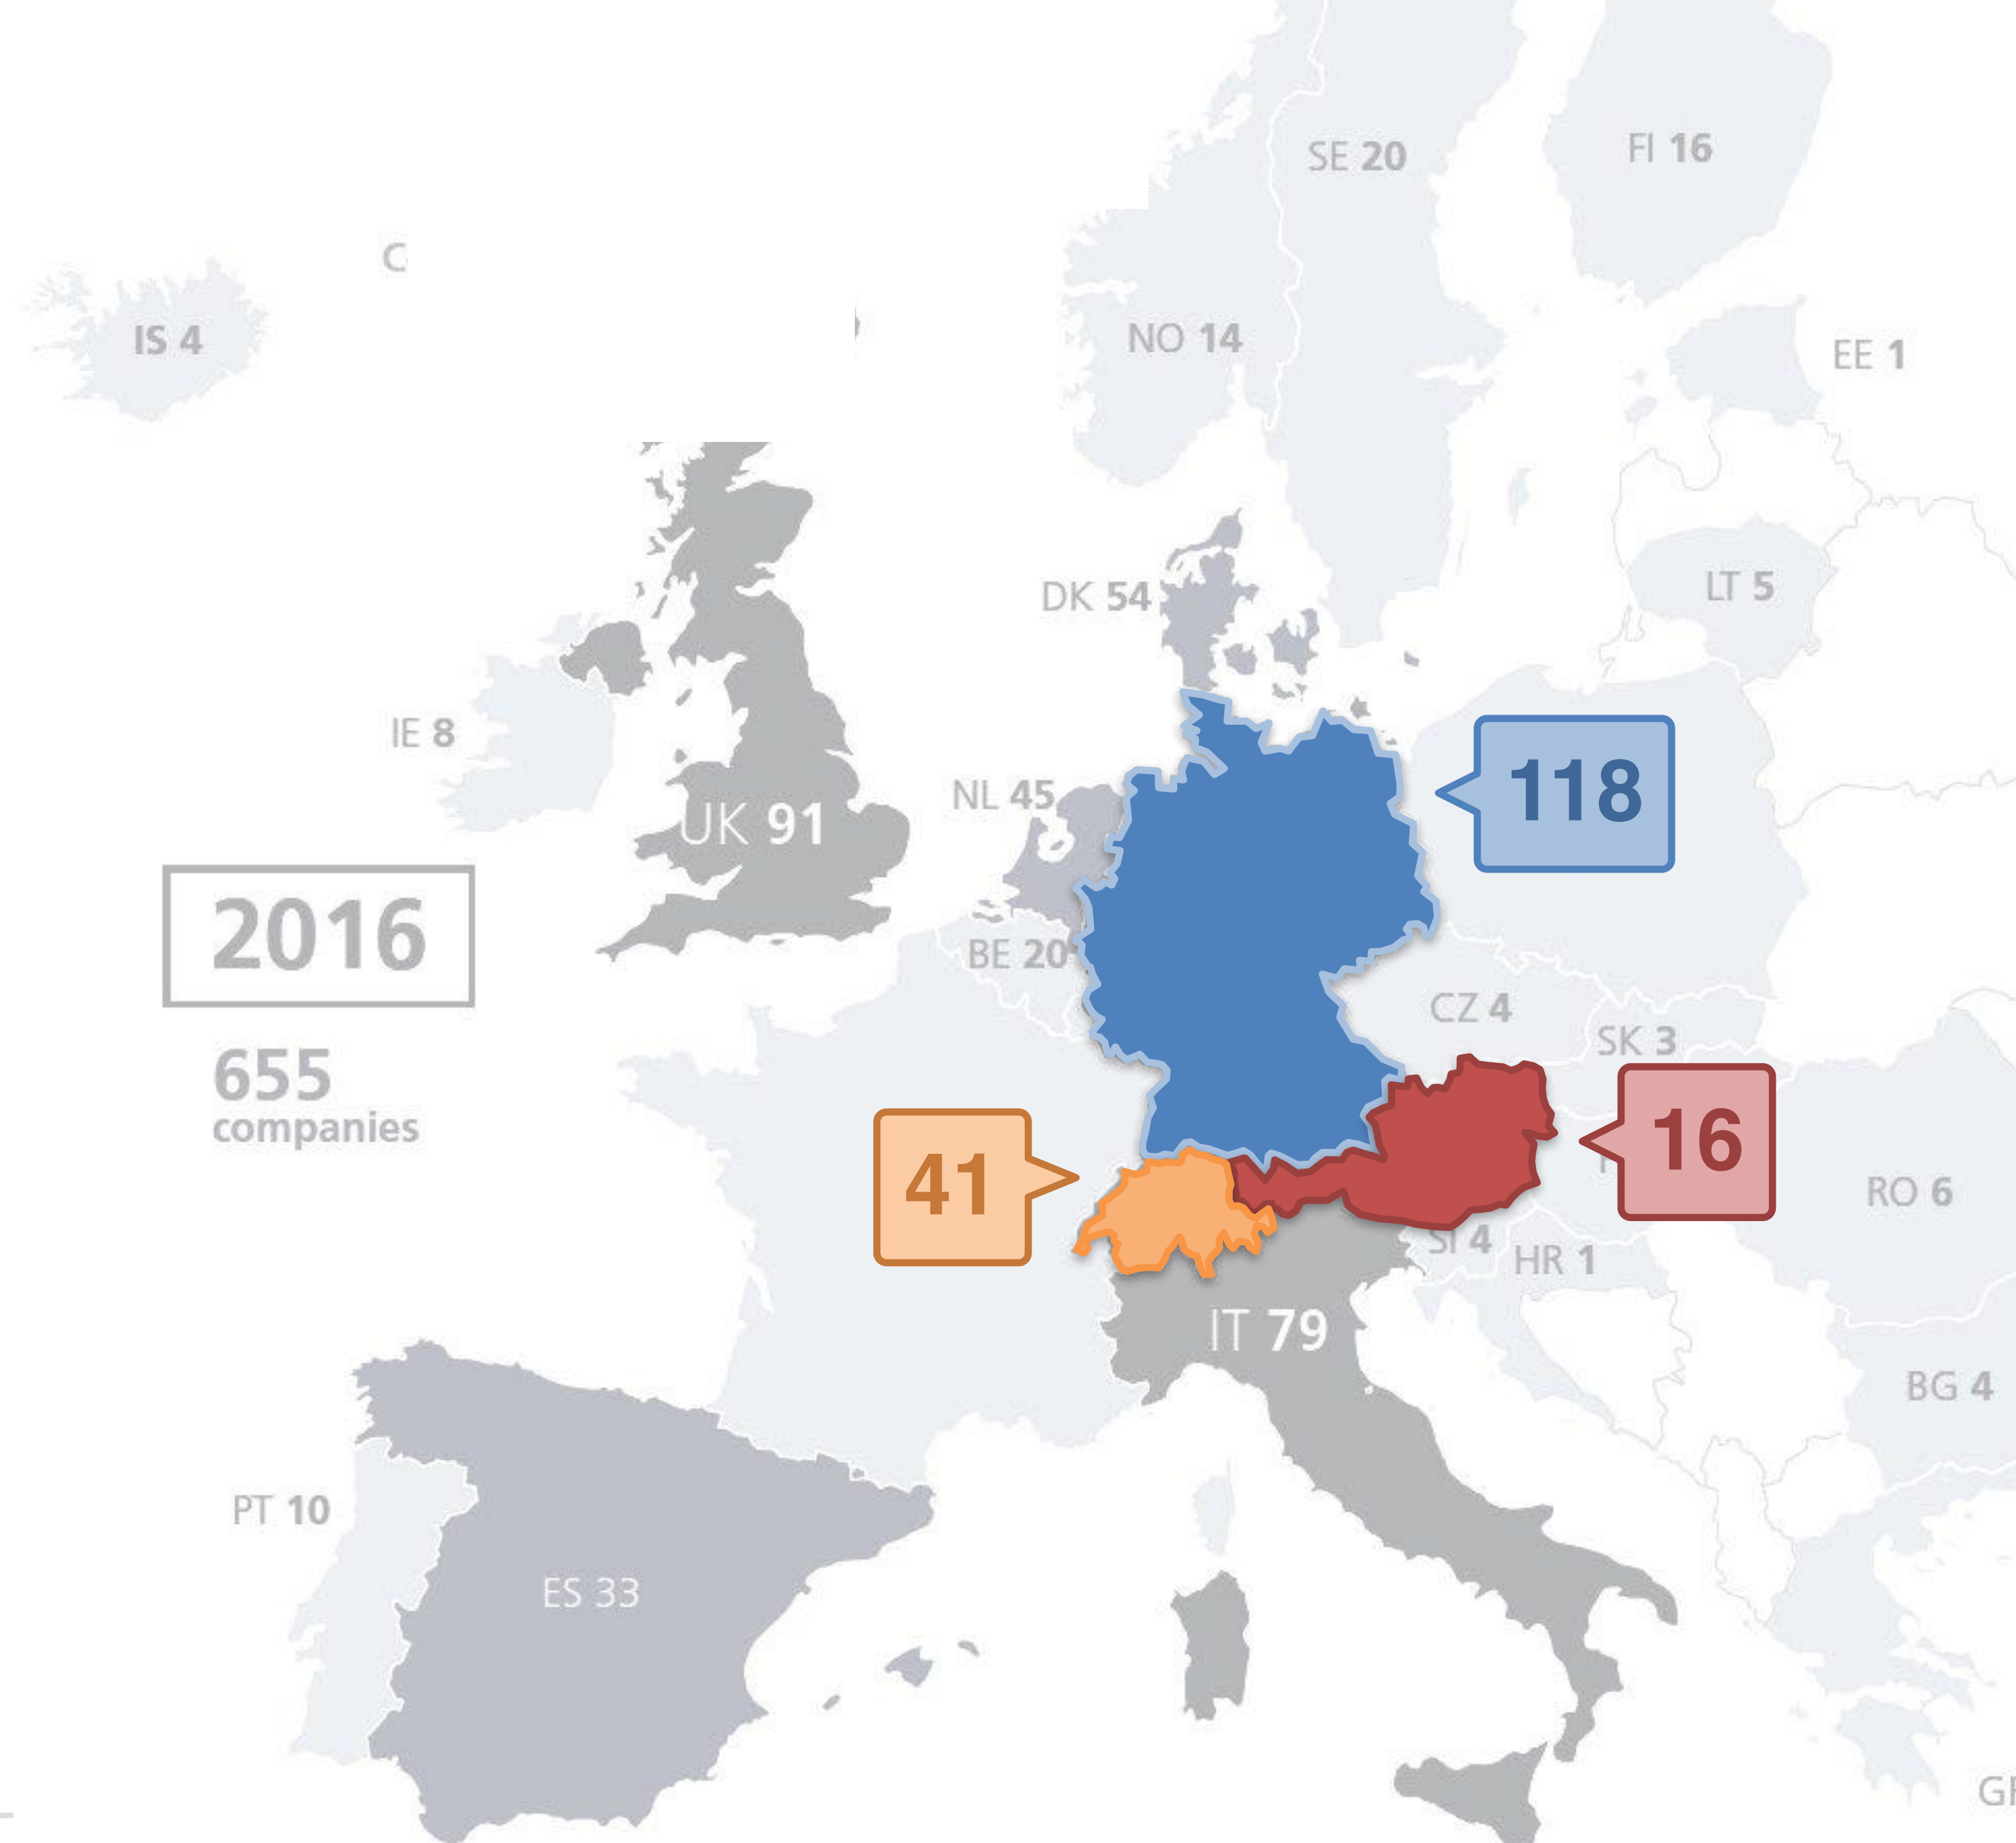 SE 20
FI 16
C
IS 4
NO 14
EE 1
DK 54
LT 5
IE 8
NL 45
118
UK 91
2016
BE 20
CZ 4
SK 3
655
companies
41
16
RO 6
SI 4
HR 1
IT 79
BG 4
PT 10
ES 33